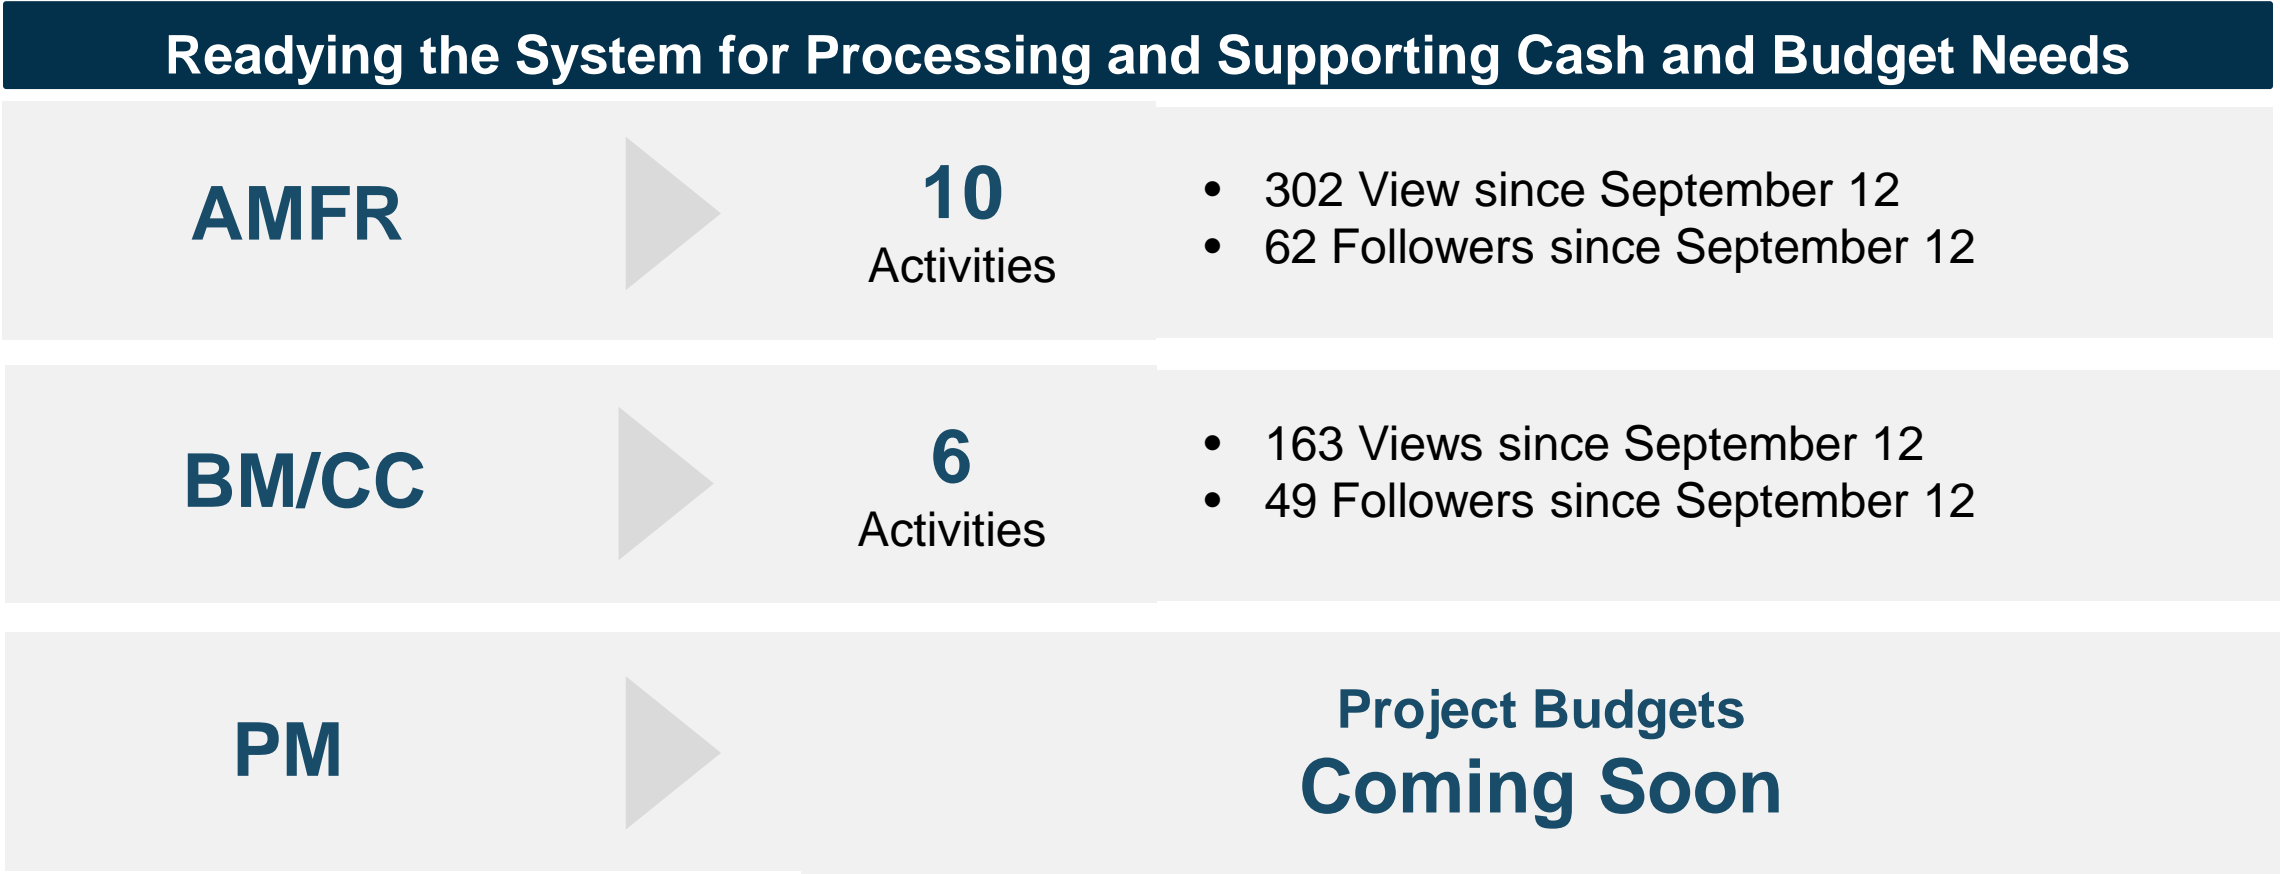 Readying the System for Processing and Supporting Cash and Budget Needs
AMFR
10
Activities
• 302 View since September 12
• 62 Followers since September 12
BM/CC
6
Activities
• 163 Views since September 12
• 49 Followers since September 12
PM
Project Budgets
Coming Soon